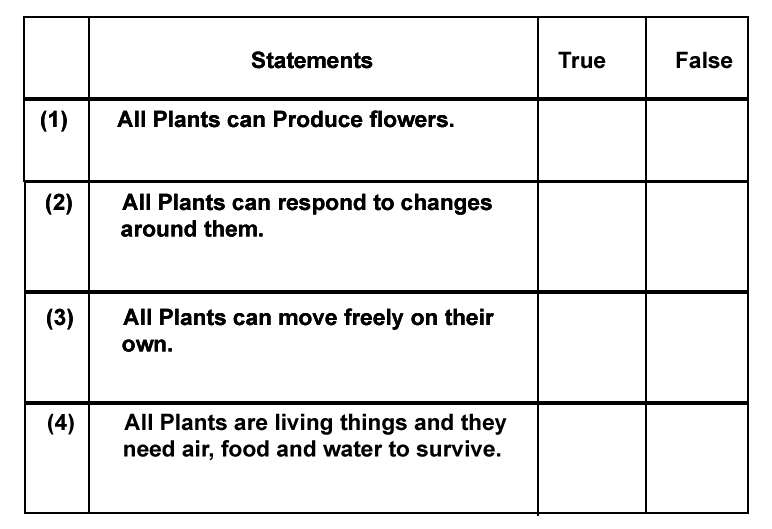 Statements True False
(1) All Plants can Produce flowers.
(2) All Plants can respond to changes
around them.
(3) All Plants can move freely on their
own.
(4) All Plants are living things and they
need air, food and water to survive.